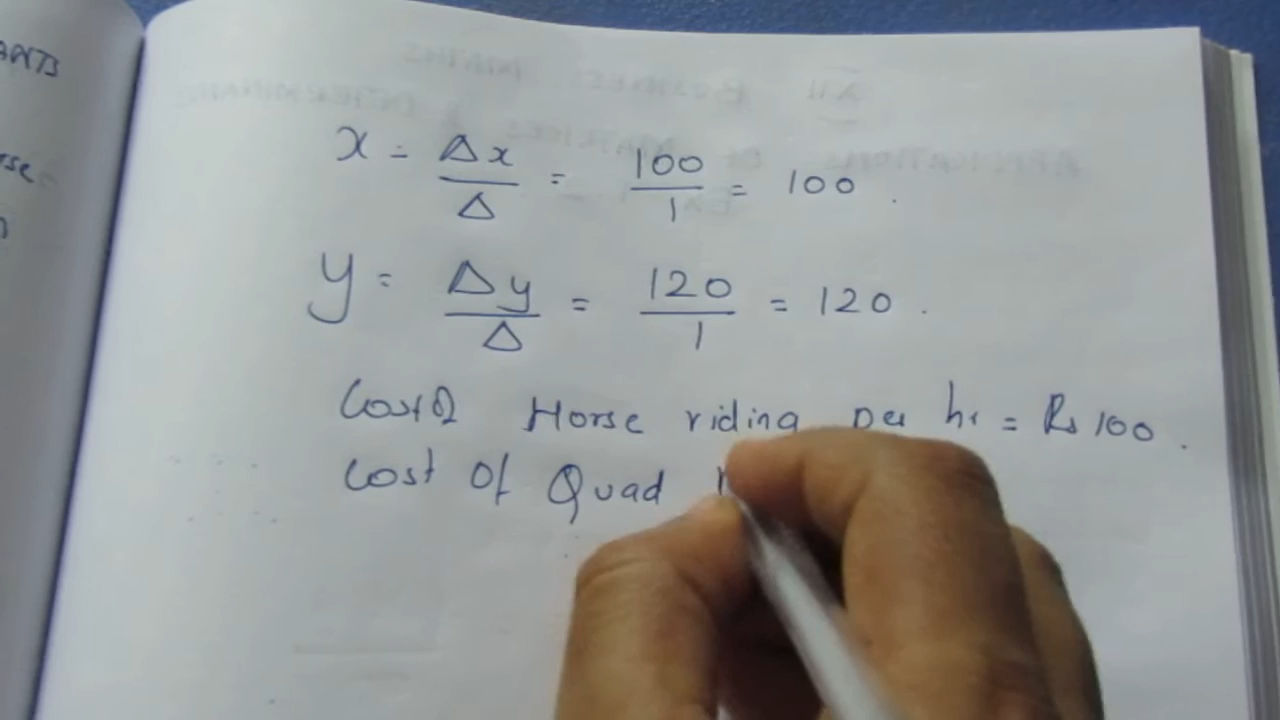 ANTS
x = Δx/Δ = 100/1 = 100.
y = Δy/Δ = 120/1 = 120.
Cost of Horse riding per hr = Rs 100.
Cost of Quad